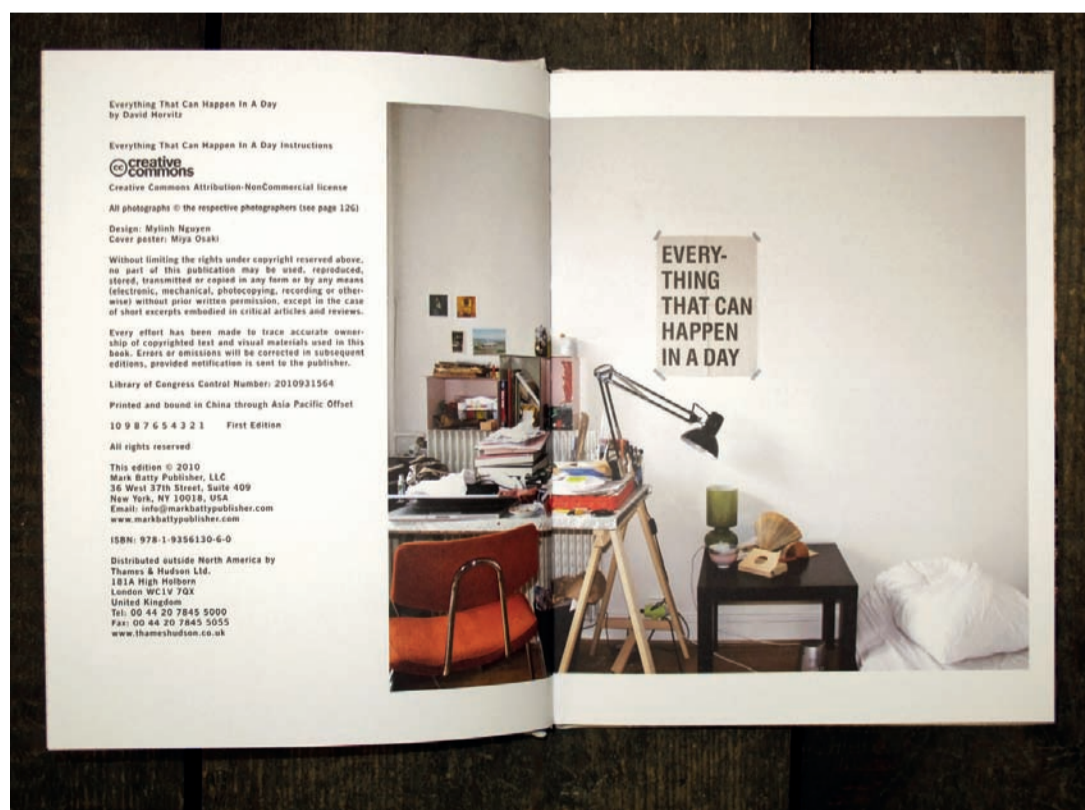 Everything That Can Happen In A Day
by David Horvitz
Everything That Can Happen In A Day Instructions
cc creative
commons
Creative Commons Attribution-NonCommercial license
All photographs © the respective photographers (see page 126)
Design: Mylinh Nguyen
Cover poster: Miya Osaki
Without limiting the rights under copyright reserved above,
no part of this publication may be used, reproduced,
stored, transmitted or copied in any form or by any means
(electronic, mechanical, photocopying, recording or other-
wise) without prior written permission, except in the case
of short excerpts embodied in critical articles and reviews.
Every effort has been made to trace accurate owner-
ship of copyrighted text and visual materials used in this
book. Errors or omissions will be corrected in subsequent
editions, provided notification is sent to the publisher.
Library of Congress Control Number: 2010931564
Printed and bound in China through Asia Pacific Offset
10 9 8 7 6 5 4 3 2 1 First Edition
All rights reserved
This edition © 2010
Mark Batty Publisher, LLC
36 West 37th Street, Suite 409
New York, NY 10018, USA
Email: info@markbattypublisher.com
www.markbattypublisher.com
ISBN: 978-1-9356130-6-0
Distributed outside North America by
Thames & Hudson Ltd.
181A High Holborn
London WC1V 7QX
United Kingdom
Tel: 00 44 20 7845 5000
Fax: 00 44 20 7845 5055
www.thameshudson.co.uk
EVERY-
THING
THAT CAN
HAPPEN
IN A DAY